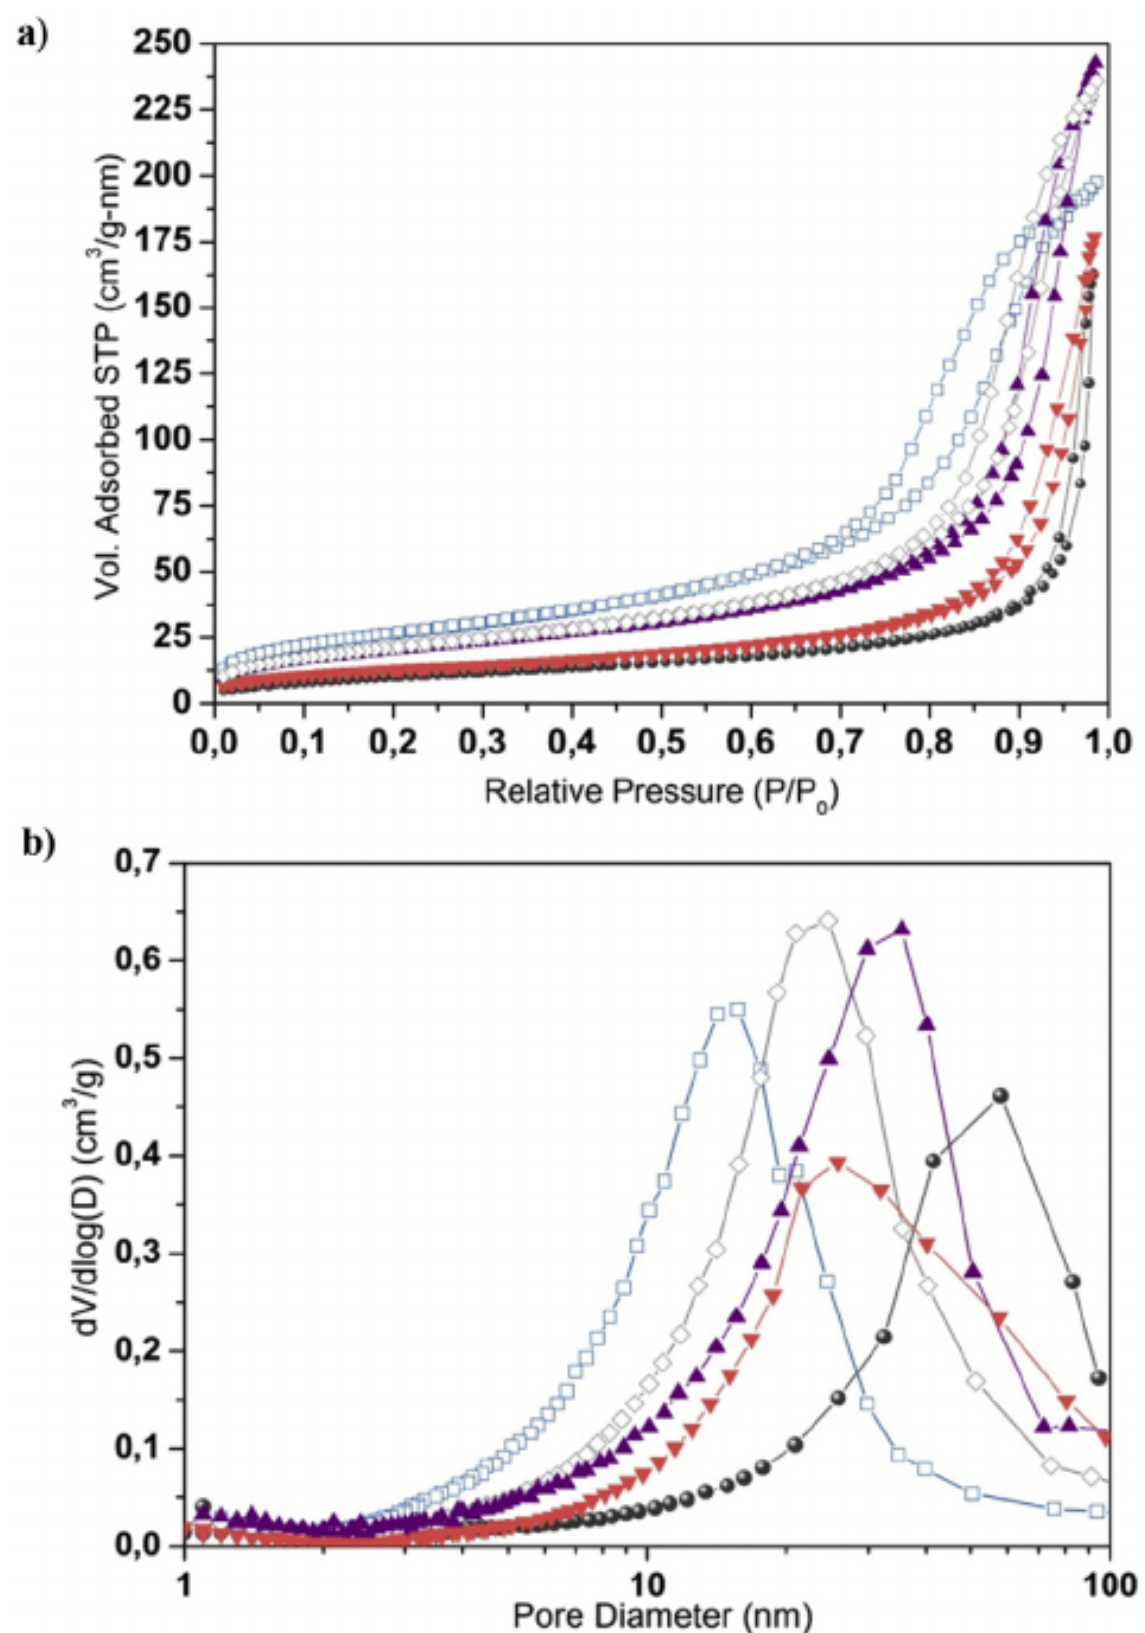 a)
250
225
200
175
150
125
100
75
50
25
0
Vol. Adsorbed STP (cm³/g-nm)
0,0 0,1 0,2 0,3 0,4 0,5 0,6 0,7 0,8 0,9 1,0
Relative Pressure (P/P₀)
b)
0,7
0,6
0,5
0,4
0,3
0,2
0,1
0,0
dV/dlog(D) (cm³/g)
1 10 100
Pore Diameter (nm)